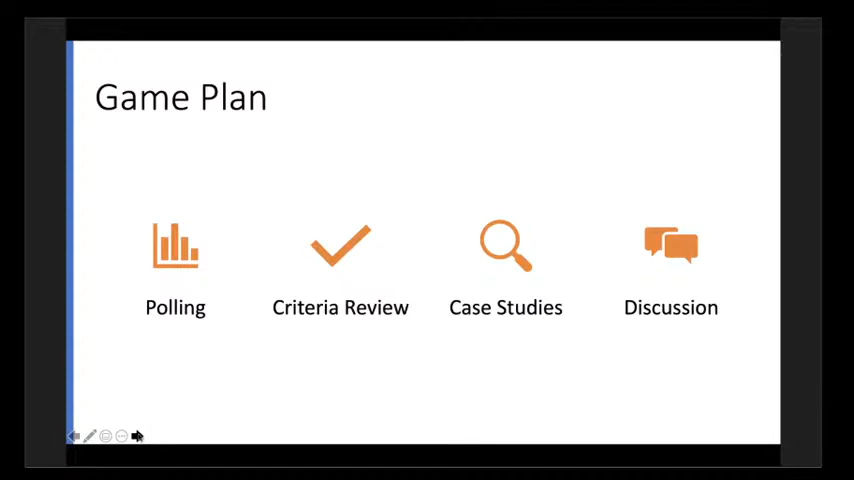 Game Plan
Polling
Criteria Review
Case Studies
Discussion